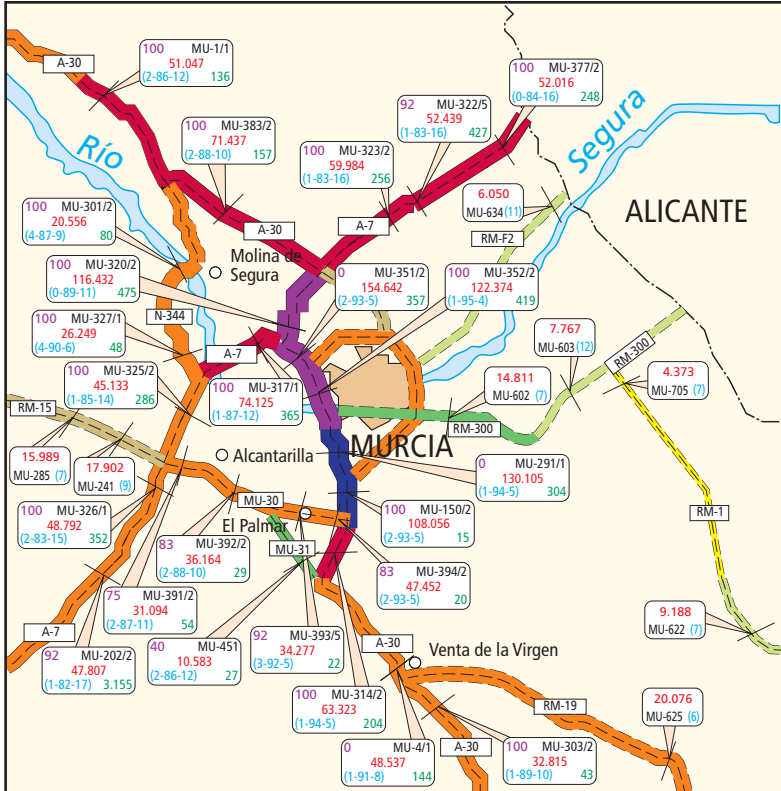 A-30
100 MU-1/1
51.047
(2-86-12) 136
100 MU-377/2
52.016
(0-84-16) 248
92 MU-322/5
52.439
(1-83-16) 427
100 MU-383/2
71.437
(2-88-10) 157
100 MU-323/2
59.984
(1-83-16) 256
Río
Segura
6.050
MU-634 (11)
ALICANTE
100 MU-301/2
20.556
(4-87-9) 80
A-30
A-7
RM-F2
Molina de
Segura
100 MU-320/2
116.432
(0-89-11) 475
0 MU-351/2
154.642
(2-93-5) 357
100 MU-352/2
122.374
(1-95-4) 419
N-344
100 MU-327/1
26.249
(4-90-6) 48
A-7
7.767
MU-603 (12)
RM-300
100 MU-325/2
45.133
(1-85-14) 286
100 MU-317/1
74.125
(1-87-12) 365
14.811
MU-602 (7)
4.373
MU-705 (7)
RM-15
RM-300
MURCIA
15.989
MU-285 (7)
17.902
MU-241 (9)
Alcantarilla
0 MU-291/1
130.105
(1-94-5) 304
MU-30
100 MU-326/1
48.792
(2-83-15) 352
El Palmar
100 MU-150/2
108.056
(2-93-5) 15
RM-1
83 MU-392/2
36.164
(2-88-10) 29
MU-31
83 MU-394/2
47.452
(2-93-5) 20
75 MU-391/2
31.094
(2-87-11) 54
9.188
MU-622 (7)
A-7
92 MU-202/2
47.807
(1-82-17) 3.155
40 MU-451
10.583
(2-86-12) 27
92 MU-393/5
34.277
(3-92-5) 22
A-30
Venta de la Virgen
100 MU-314/2
63.323
(1-94-5) 204
RM-19
20.076
MU-625 (6)
0 MU-4/1
48.537
(1-91-8) 144
A-30
100 MU-303/2
32.815
(1-89-10) 43